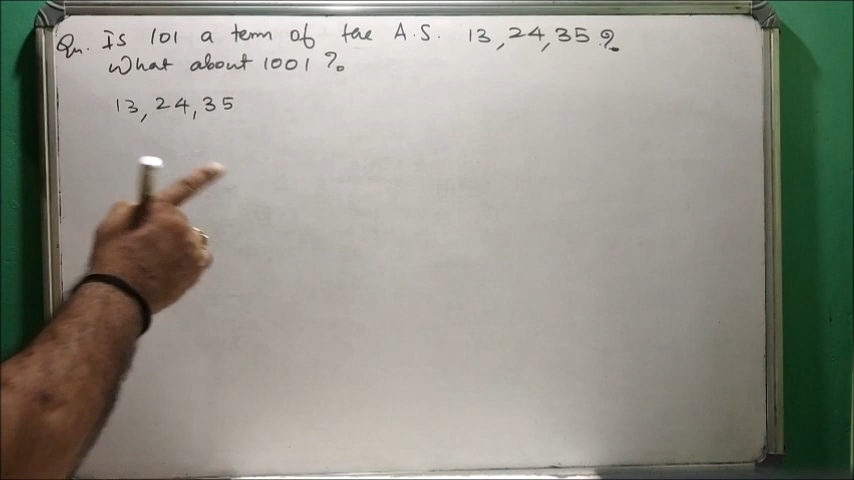 Qn. Is 101 a term of the A.S. 13, 24, 35 ?
What about 1001 ?
13, 24, 35